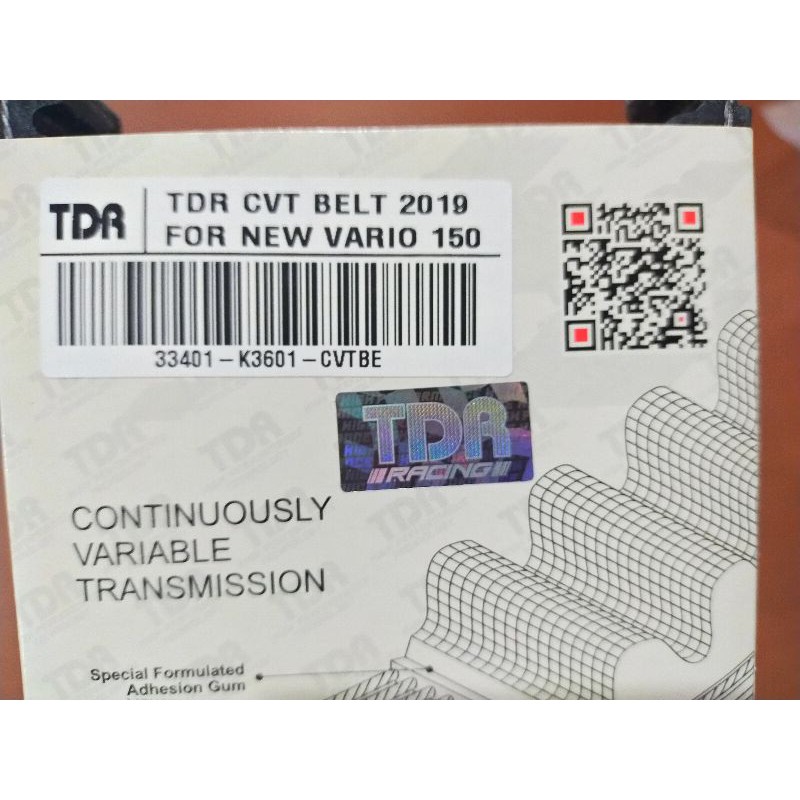 TDR
TDR CVT BELT 2019
FOR NEW VARIO 150
33401-K3601-CVTBE
TDR
RACING
CONTINUOUSLY
VARIABLE
TRANSMISSION
Special Formulated
Adhesion Gum